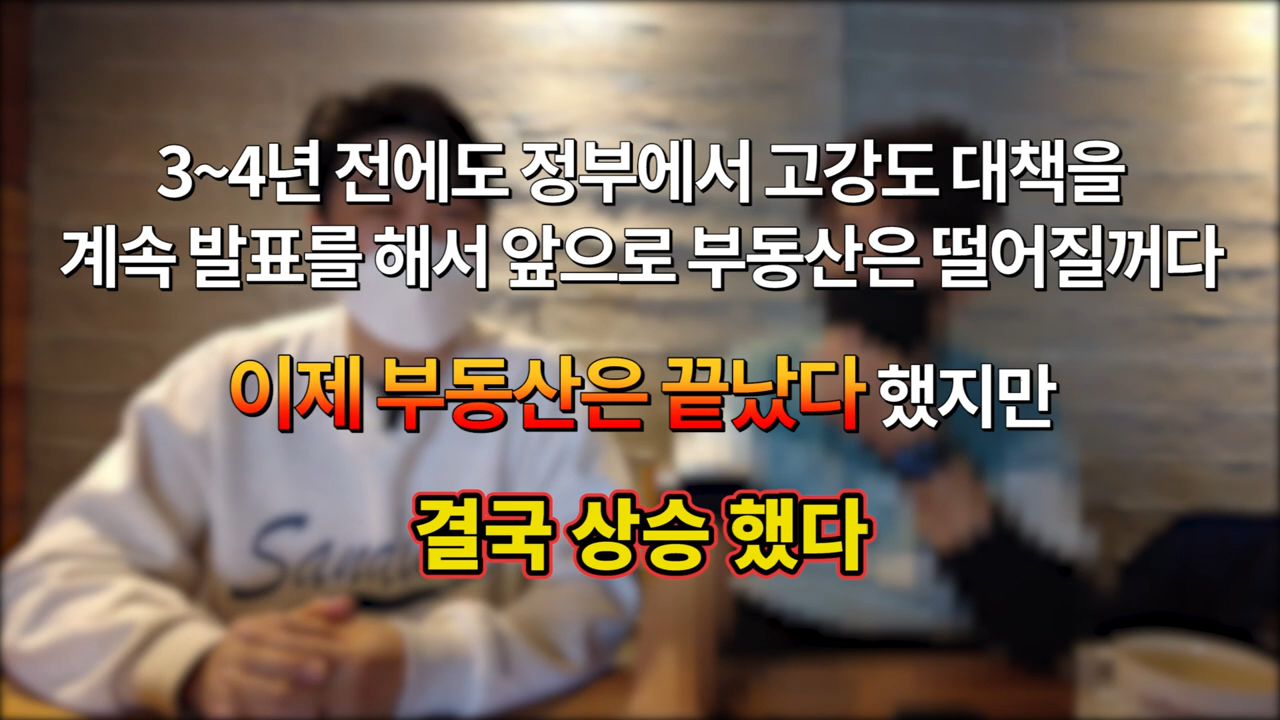 3~4년 전에도 정부에서 고강도 대책을
계속 발표를 해서 앞으로 부동산은 떨어질꺼다
이제 부동산은 끝났다 했지만
결국 상승 했다